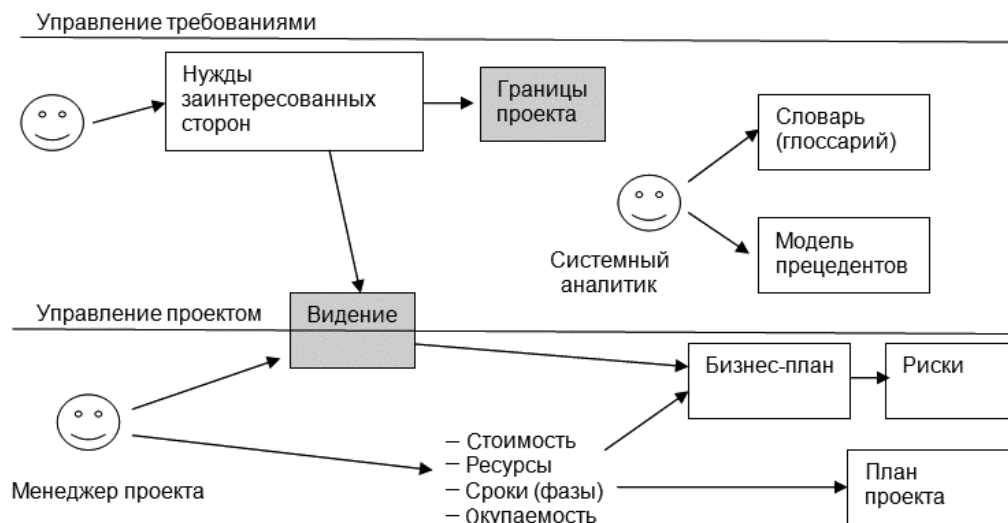 Управление требованиями
Нужды
заинтересованных
сторон
Границы
проекта
Словарь
(глоссарий)
Системный
аналитик
Модель
прецедентов
Управление проектом
Видение
Бизнес-план
Риски
Менеджер проекта
– Стоимость
– Ресурсы
– Сроки (фазы)
– Окупаемость
План
проекта